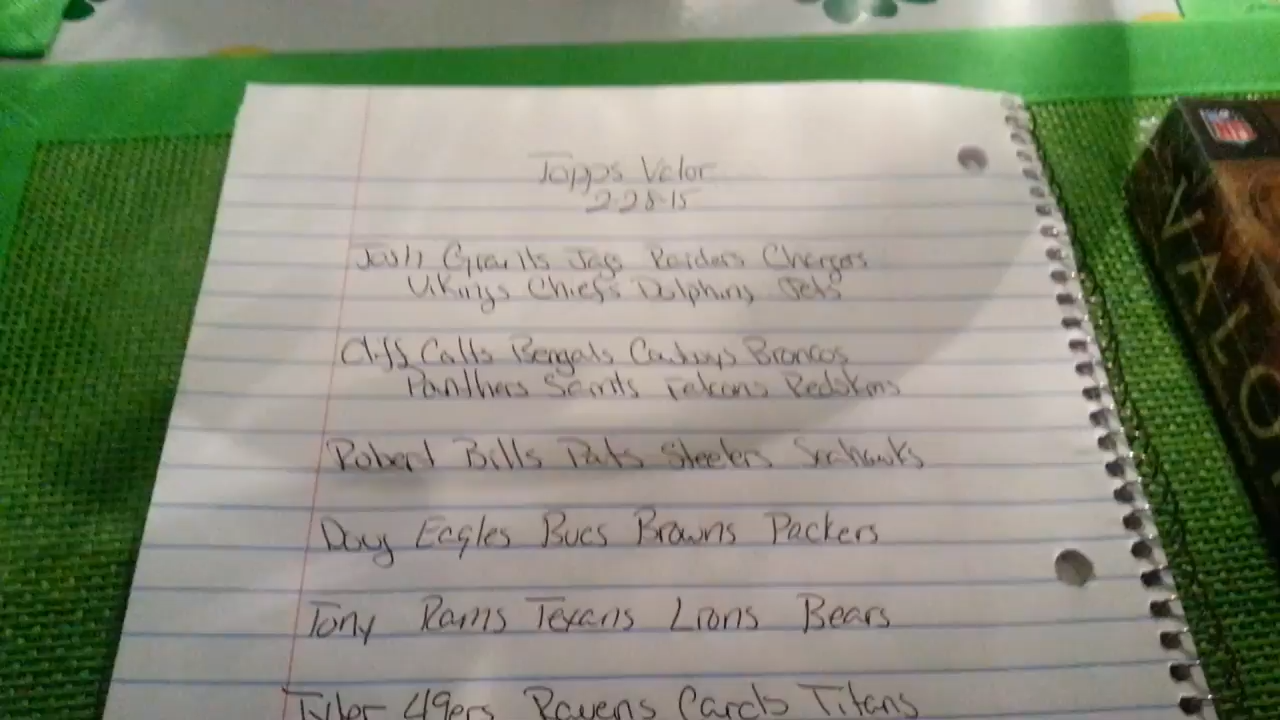 Topps Valor
2-28-15
Josh Giants Jags Raiders Chargers
Vikings Chiefs Dolphins Jets
Cliff Colts Bengals Cowboys Broncos
Panthers Saints Falcons Redskins
Robert Bills Pats Steelers Seahawks
Doug Eagles Bucs Browns Packers
Tony Rams Texans Lions Bears
Tyler 49ers Ravens Cards Titans
NFL
VALO